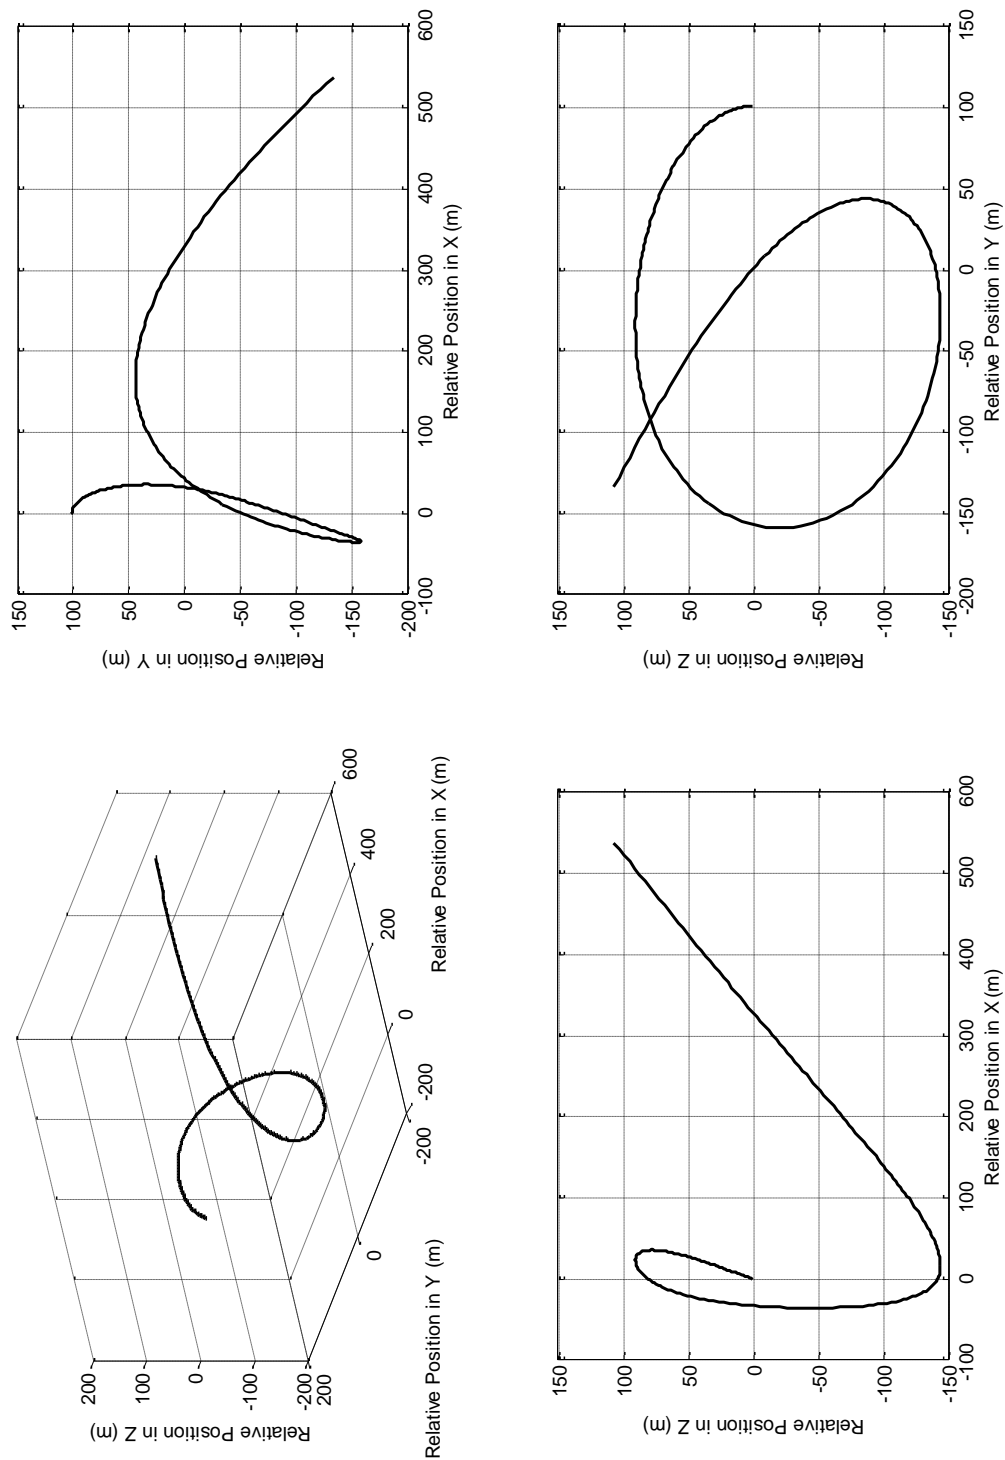 Relative Position in Z (m)
200
100
0
-100
-200
200
0
-200
-200
0
200
400
600
Relative Position in Y (m)
Relative Position in X (m)
Relative Position in Y (m)
150
100
50
0
-50
-100
-150
-200
-100 0 100 200 300 400 500 600
Relative Position in X (m)
Relative Position in Z (m)
150
100
50
0
-50
-100
-150
-100 0 100 200 300 400 500 600
Relative Position in X (m)
Relative Position in Z (m)
150
100
50
0
-50
-100
-150
-200 -150 -100 -50 0 50 100 150
Relative Position in Y (m)